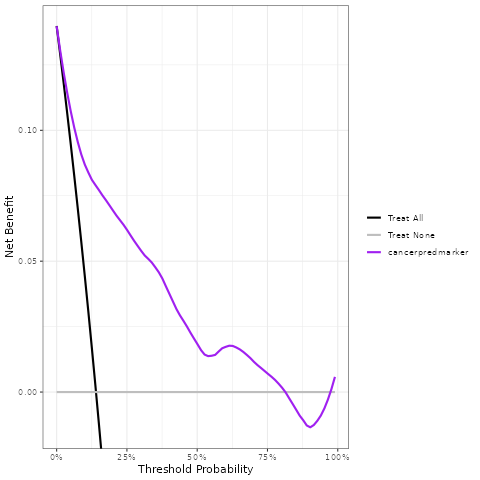 0.10
0.05
0.00
Net Benefit
0%
25%
50%
75%
100%
Threshold Probability
Treat All
Treat None
cancerpredmarker